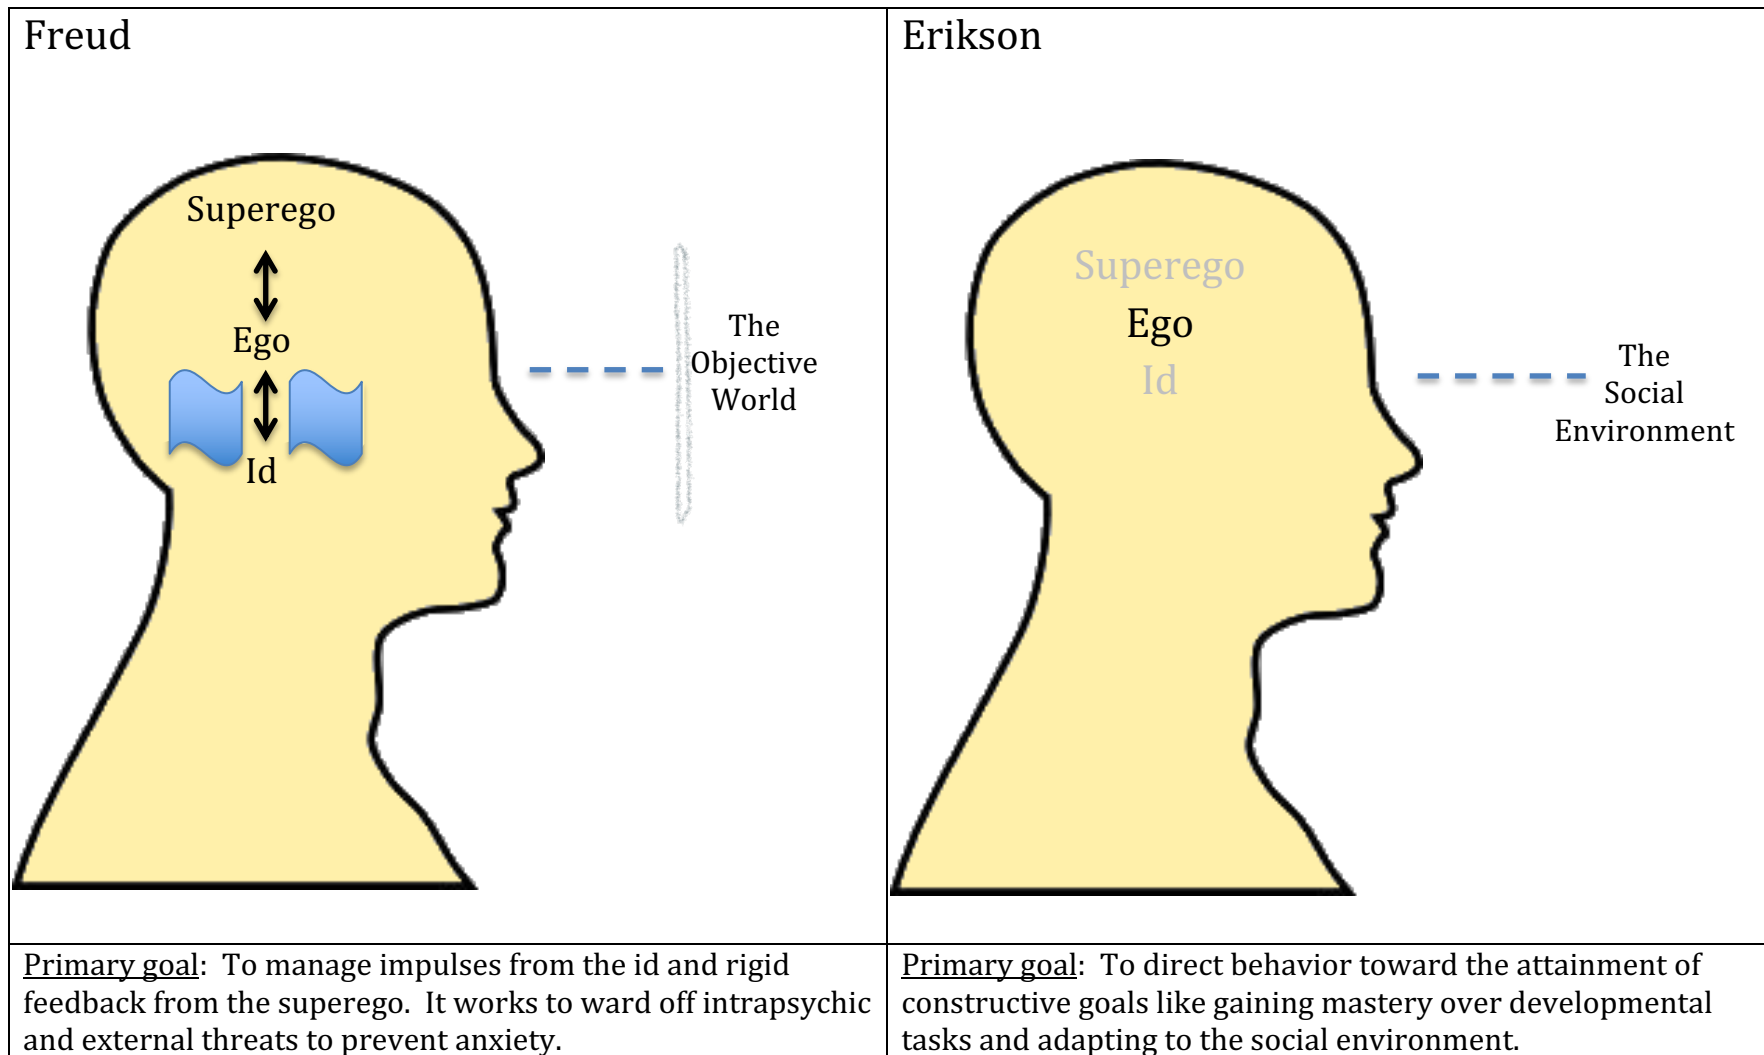 Freud
Superego
Ego
Id
The
Objective
World
Primary goal:  To manage impulses from the id and rigid
feedback from the superego.  It works to ward off intrapsychic
and external threats to prevent anxiety.
Erikson
Superego
Ego
Id
The
Social
Environment
Primary goal:  To direct behavior toward the attainment of
constructive goals like gaining mastery over developmental
tasks and adapting to the social environment.